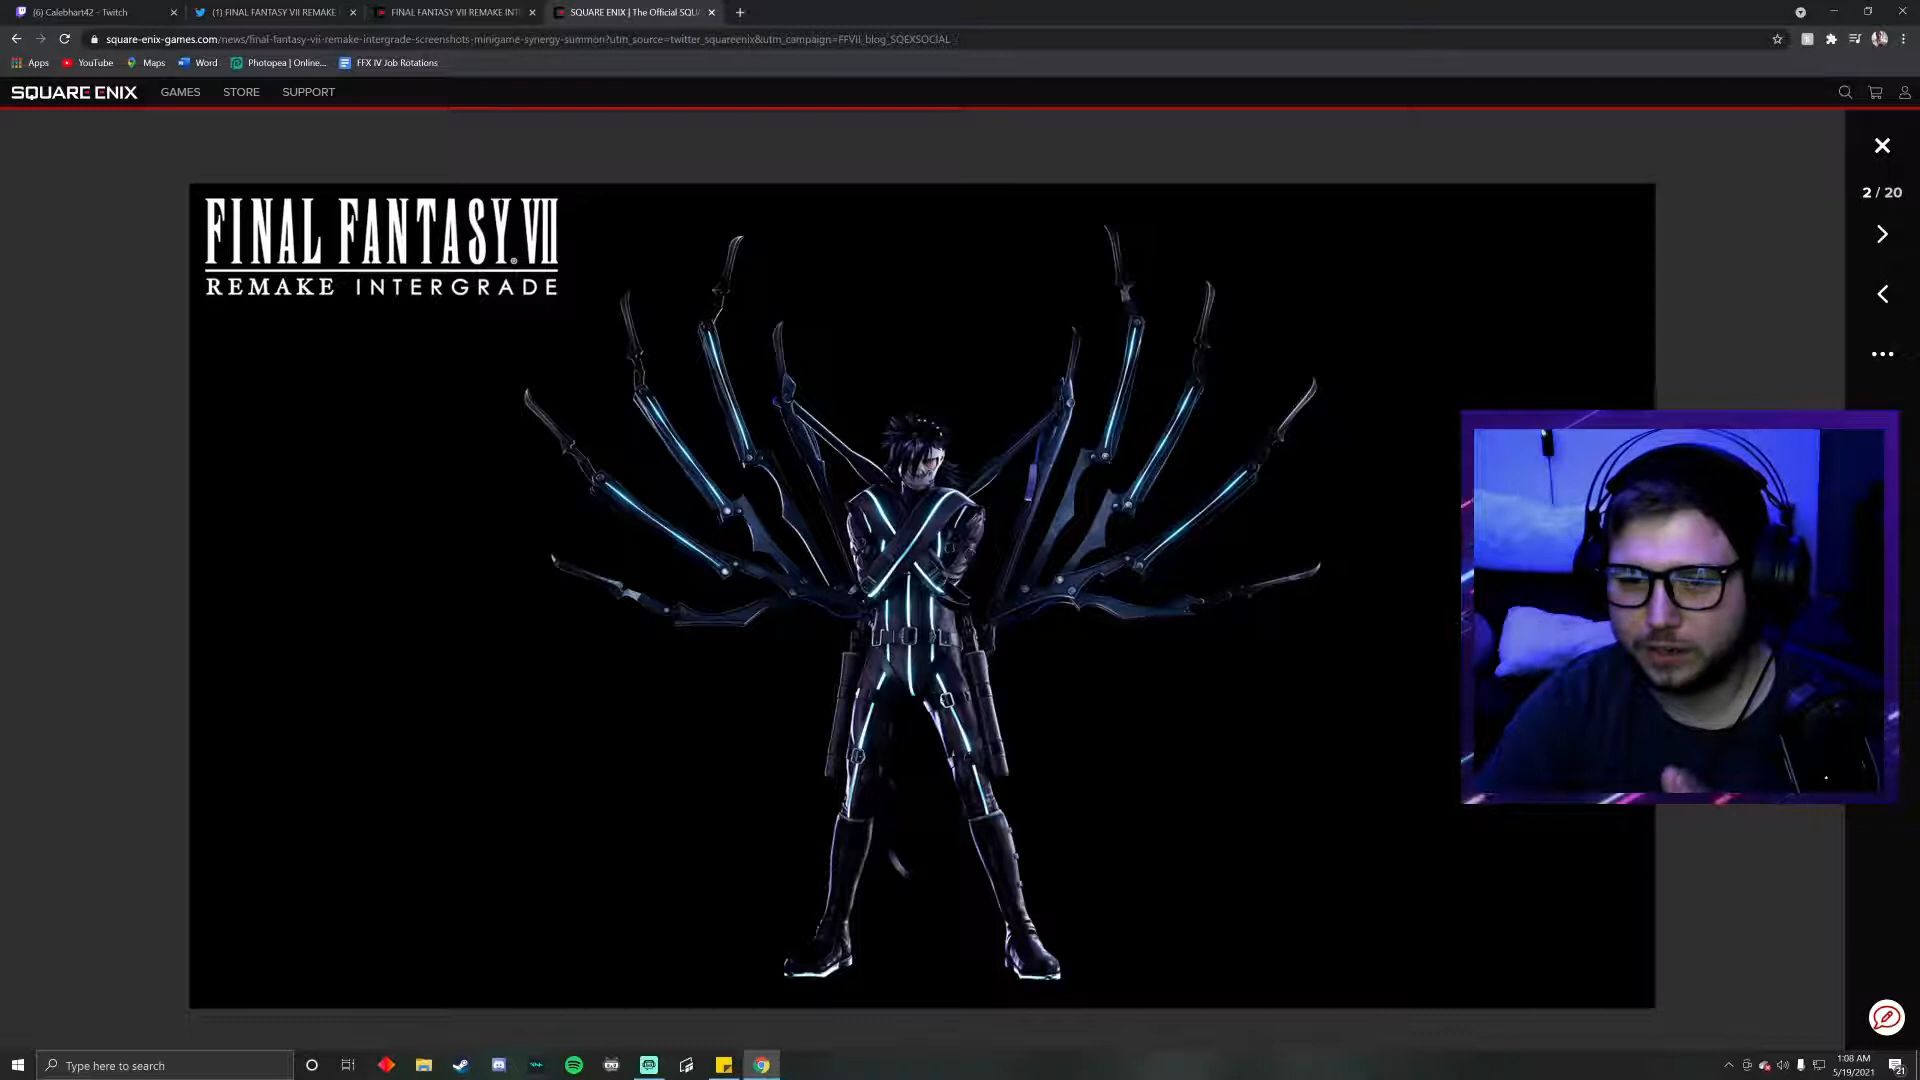 (6) Calebhart42 - Twitch
(1) FINAL FANTASY VII REMAKE
FINAL FANTASY VII REMAKE INT
SQUARE ENIX | The Official SQU
square-enix-games.com/news/final-fantasy-vii-remake-intergrade-screenshots-minigame-synergy-summon?utm_source=twitter_squareenix&utm_campaign=FFVii_blog_SQEXSOCIAL
Apps YouTube Maps Word Photopea | Online... FFX IV Job Rotations
SQUARE ENIX GAMES STORE SUPPORT
2 / 20
FINAL FANTASY VII
REMAKE INTERGRADE
Type here to search
1:08 AM
5/19/2021
21